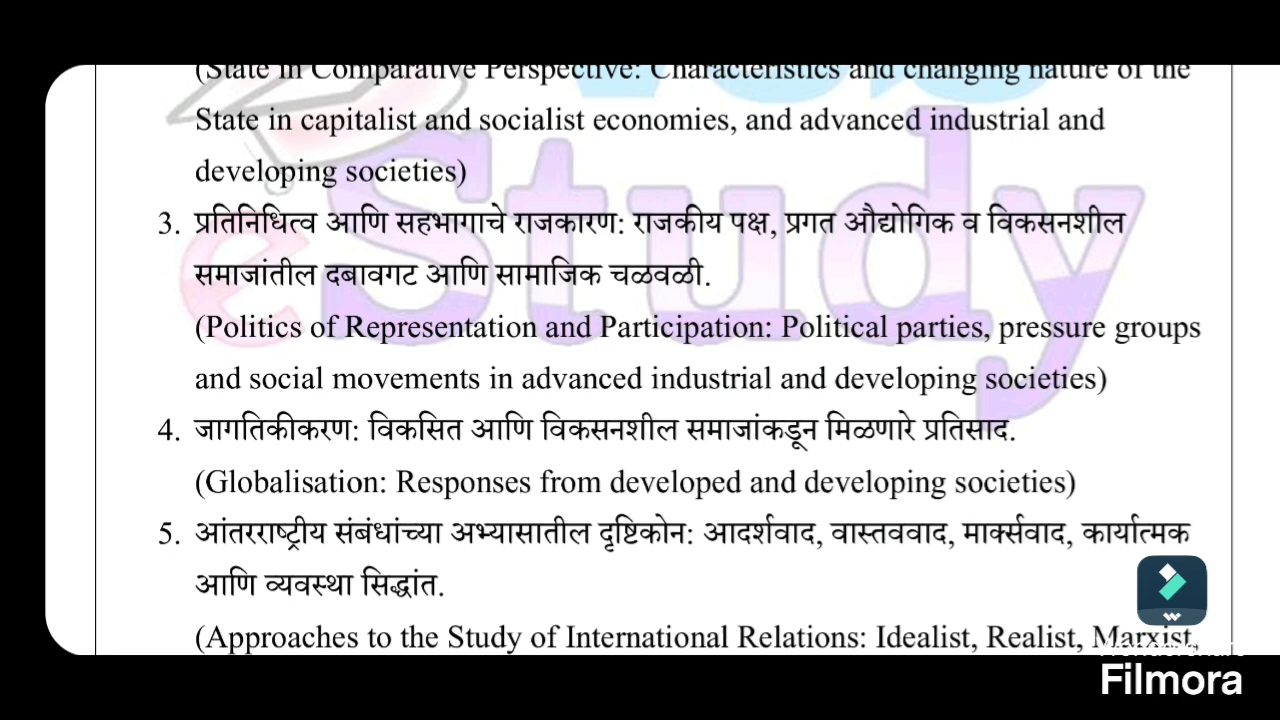 (State in Comparative Perspective: Characteristics and changing nature of the
State in capitalist and socialist economies, and advanced industrial and
developing societies)
3. प्रतिनिधित्व आणि सहभागाचे राजकारण: राजकीय पक्ष, प्रगत औद्योगिक व विकसनशील
समाजांतील दबावगट आणि सामाजिक चळवळी.
(Politics of Representation and Participation: Political parties, pressure groups
and social movements in advanced industrial and developing societies)
4. जागतिकीकरण: विकसित आणि विकसनशील समाजांकडून मिळणारे प्रतिसाद.
(Globalisation: Responses from developed and developing societies)
5. आंतरराष्ट्रीय संबंधांच्या अभ्यासातील दृष्टिकोन: आदर्शवाद, वास्तववाद, मार्क्सवाद, कार्यात्मक
आणि व्यवस्था सिद्धांत.
(Approaches to the Study of International Relations: Idealist, Realist, Marxist,
eStudy
Filmora